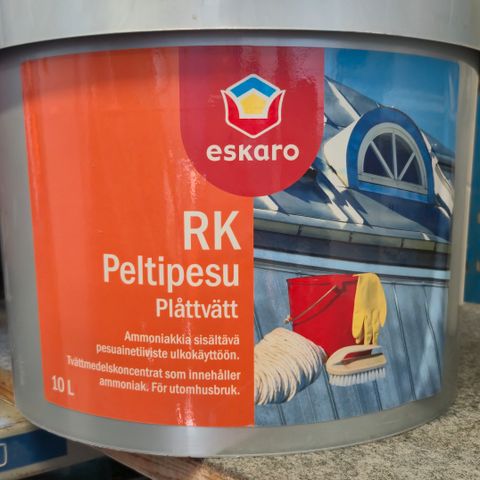 eskaro
RK
Peltipesu
Plåttvätt
Ammoniakkia sisältävä
pesuainetiiviste ulkokäyttöön.
Tvättmedelskoncentrat som innehåller
ammoniak. För utomhusbruk.
10 L